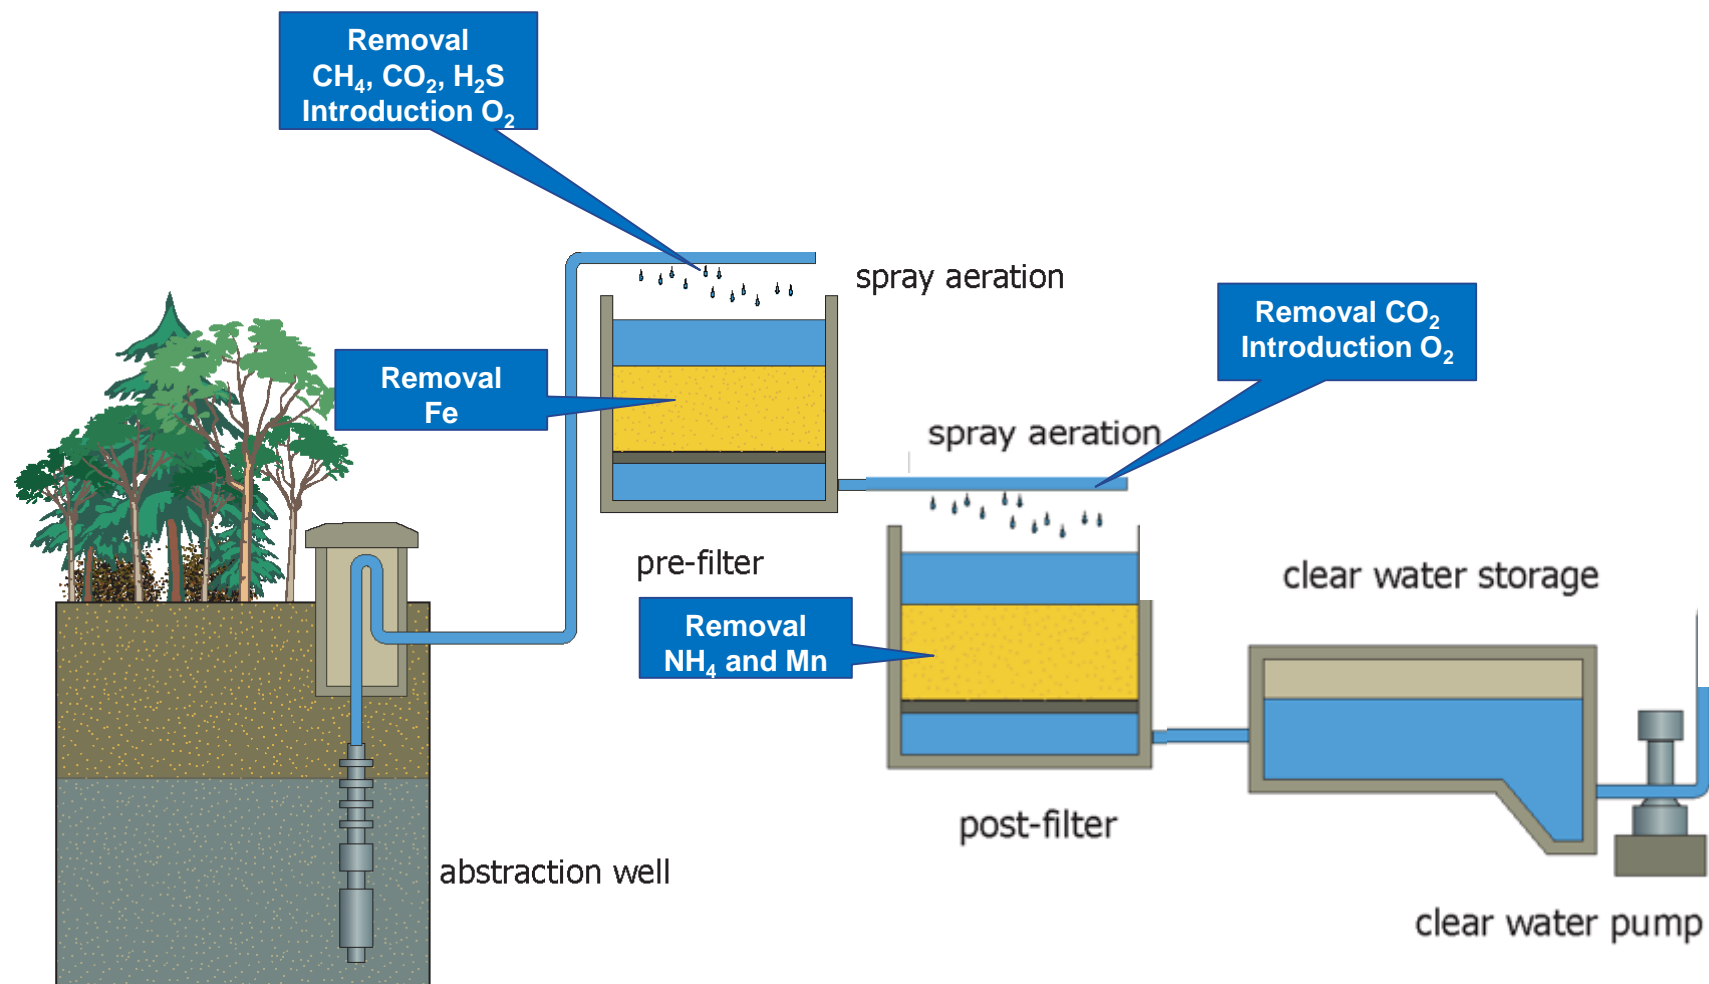 Removal
CH₄, CO₂, H₂S
Introduction O₂
spray aeration
Removal CO₂
Introduction O₂
Removal
Fe
spray aeration
pre-filter
clear water storage
Removal
NH₄ and Mn
post-filter
abstraction well
clear water pump